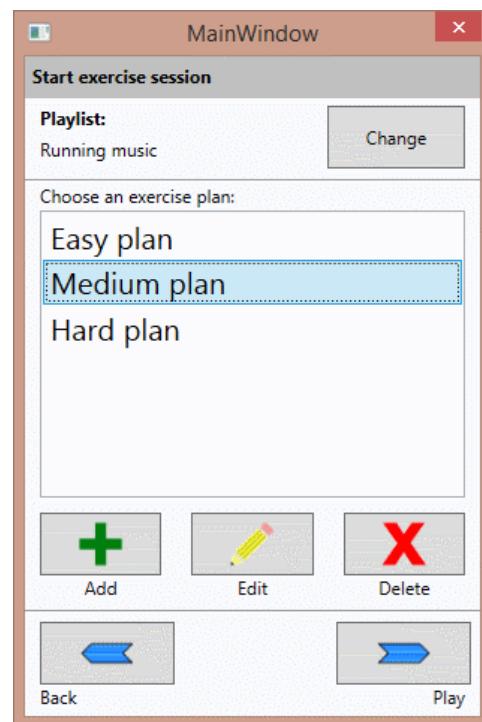 MainWindow
Start exercise session
Playlist:
Running music
Change
Choose an exercise plan:
Easy plan
Medium plan
Hard plan
Add Edit Delete
Back Play